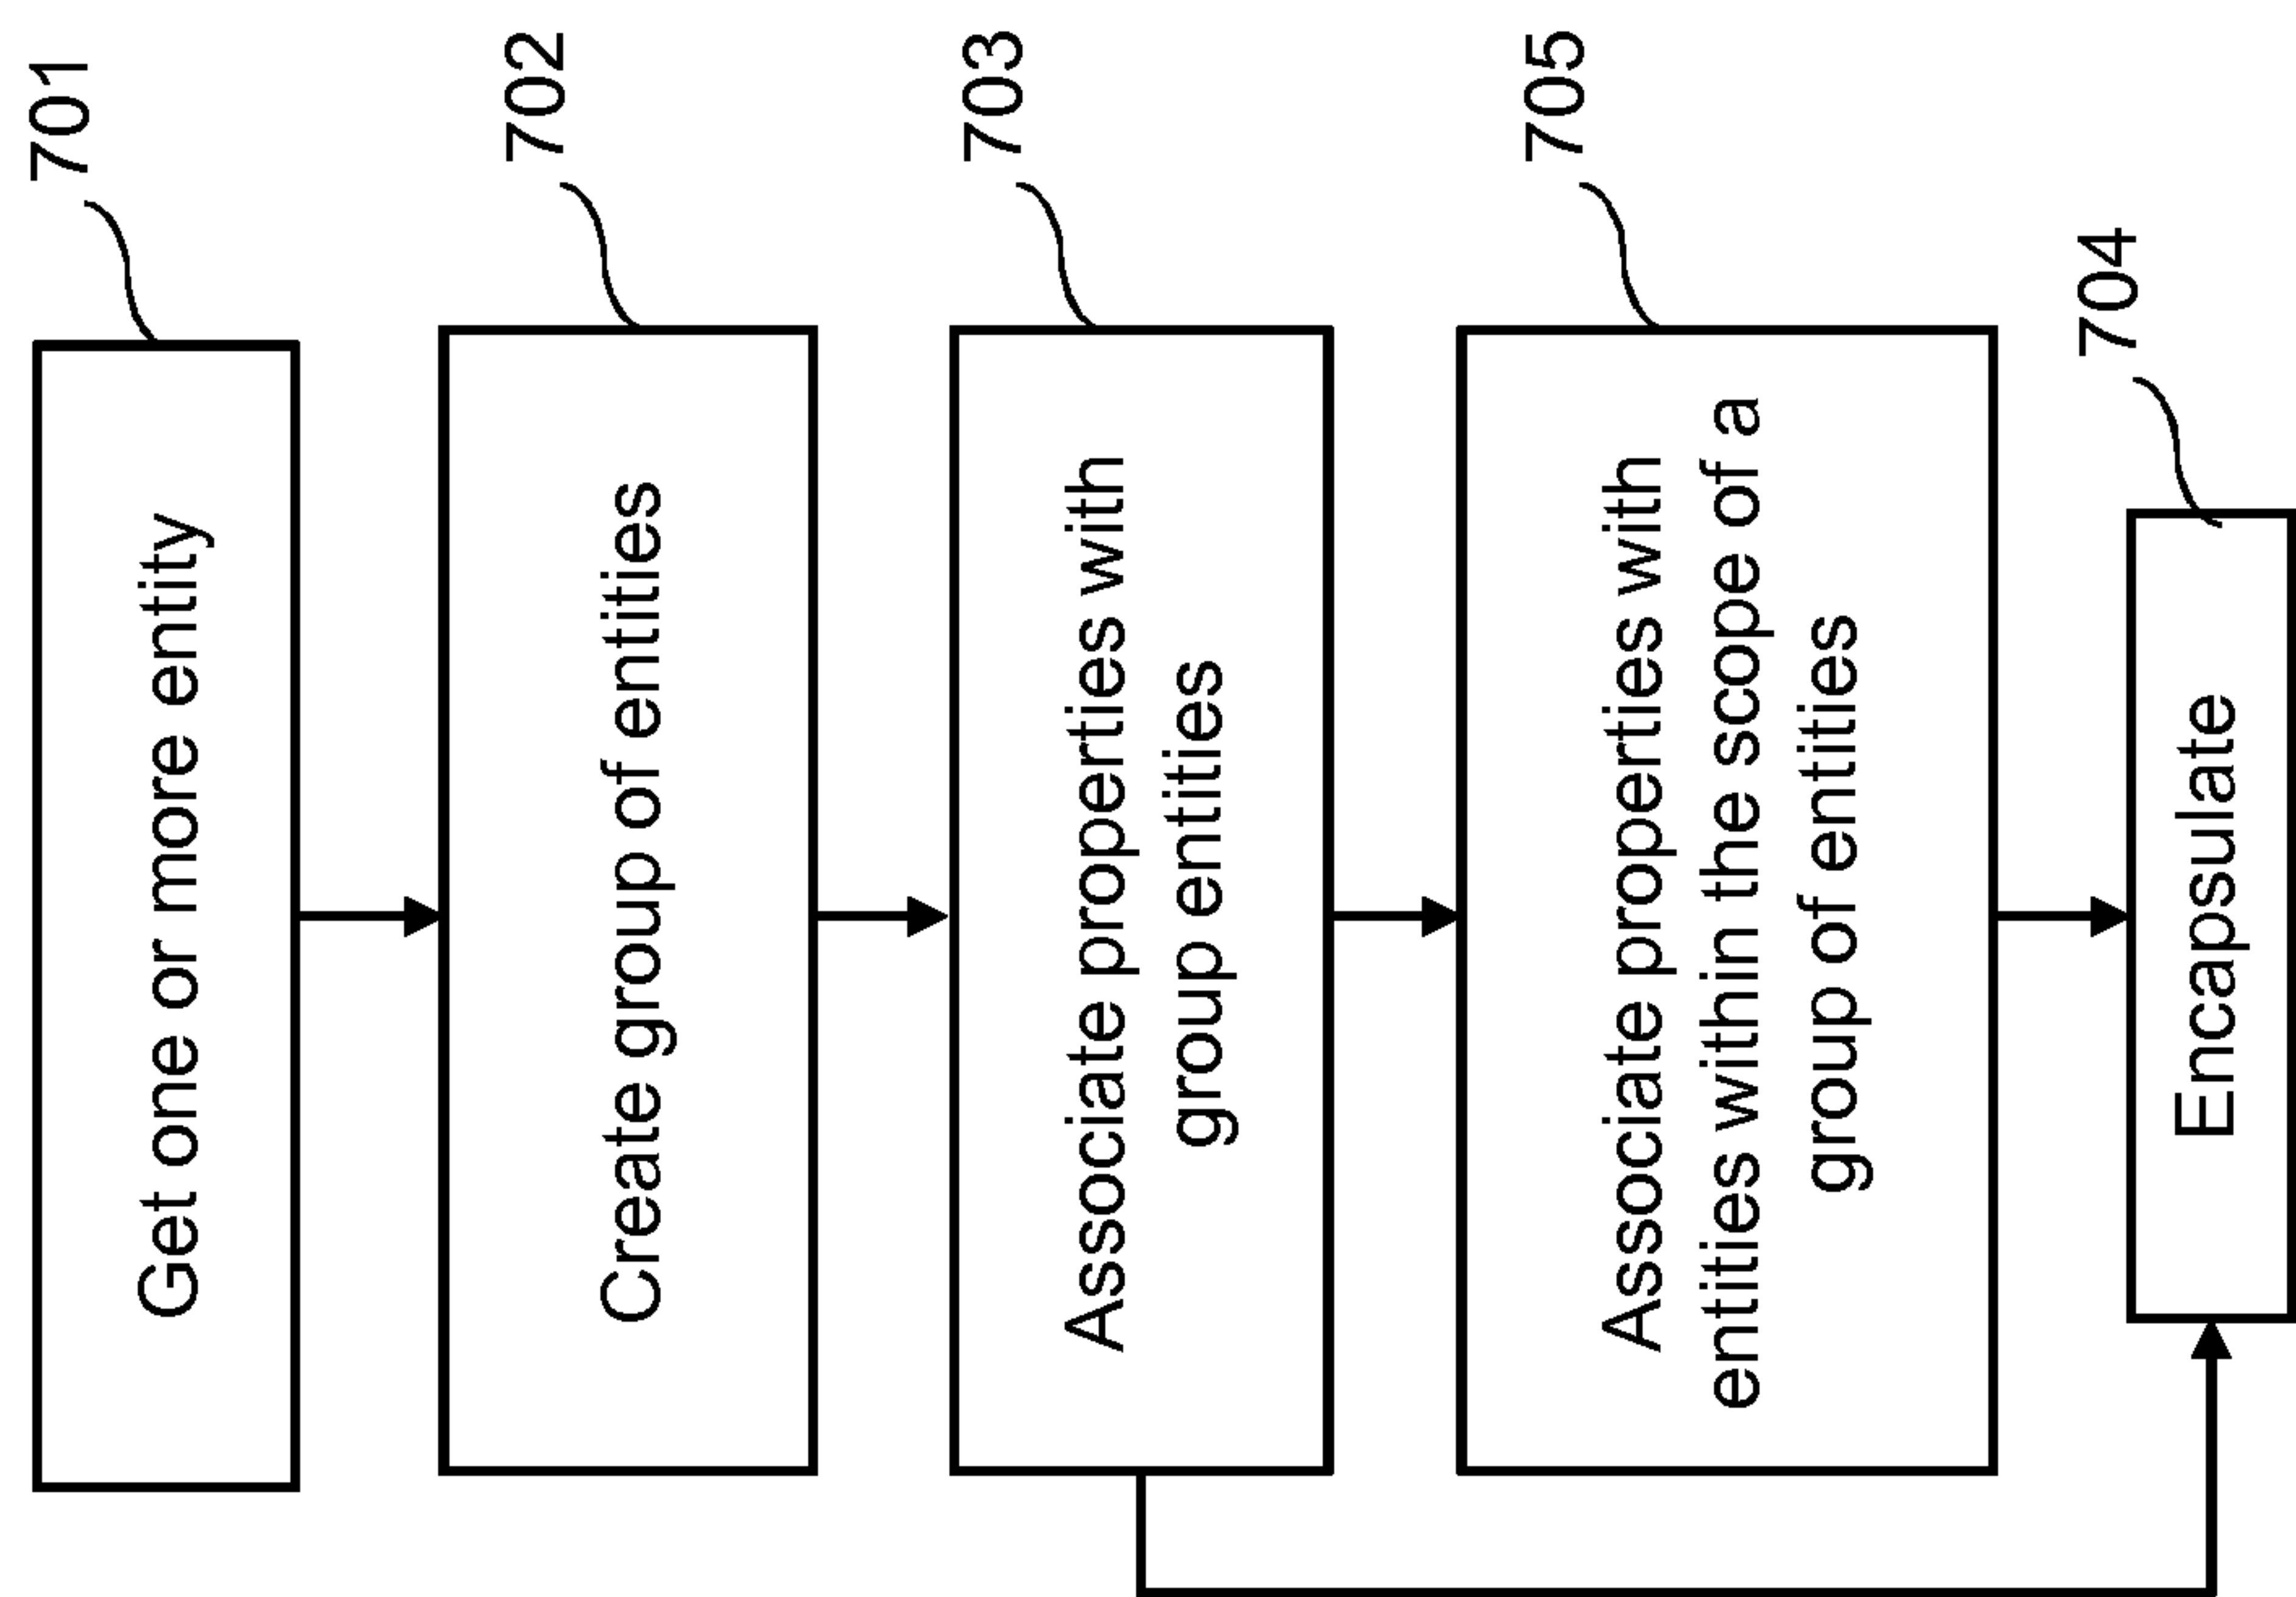 701
Get one or more entity
702
Create group of entities
703
Associate properties with
group entities
705
Associate properties with
entities within the scope of a
group of entities
704
Encapsulate